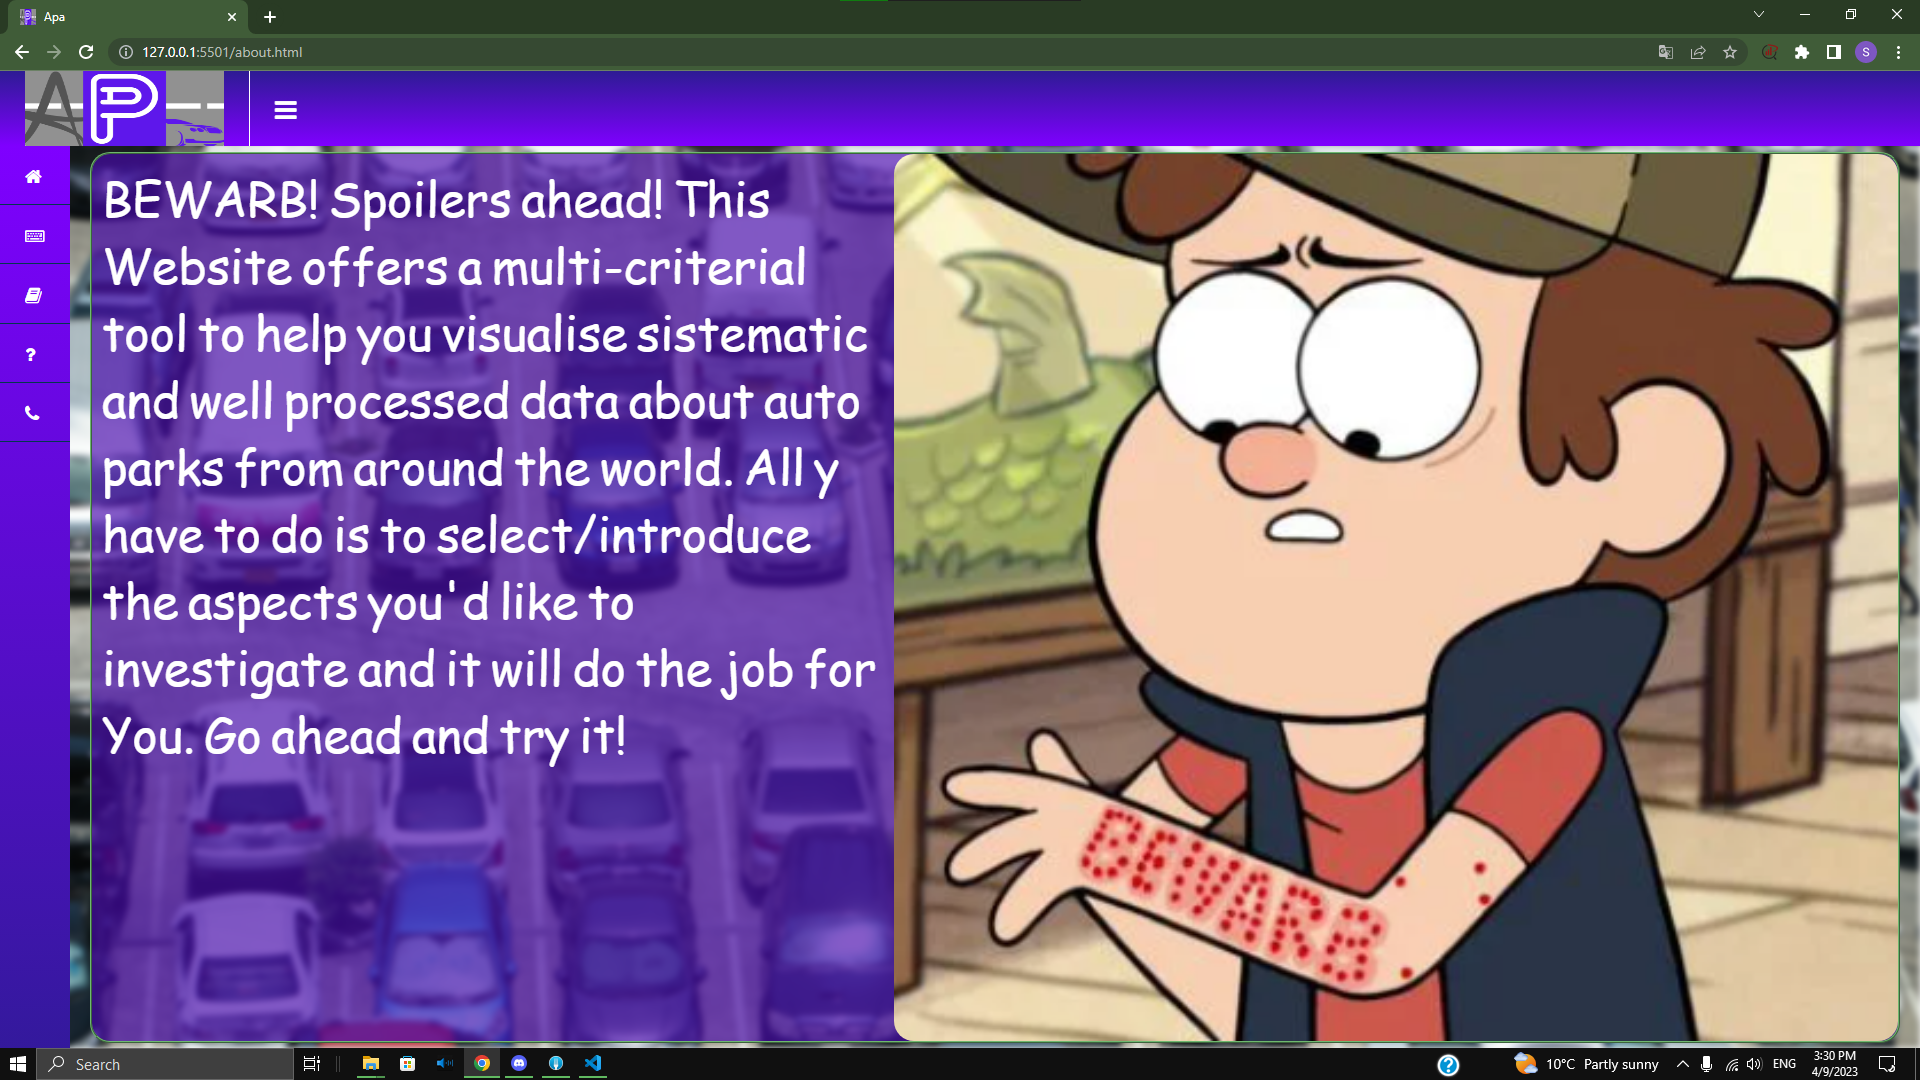 Apa
127.0.0.1:5501/about.html
S
AP
BEWARB! Spoilers ahead! This
Website offers a multi-criterial
tool to help you visualise sistematic
and well processed data about auto
parks from around the world. All y
have to do is to select/introduce
the aspects you'd like to
investigate and it will do the job for
You. Go ahead and try it!
?
BEWARB
Search
10°C Partly sunny
ENG
3:30 PM
4/9/2023